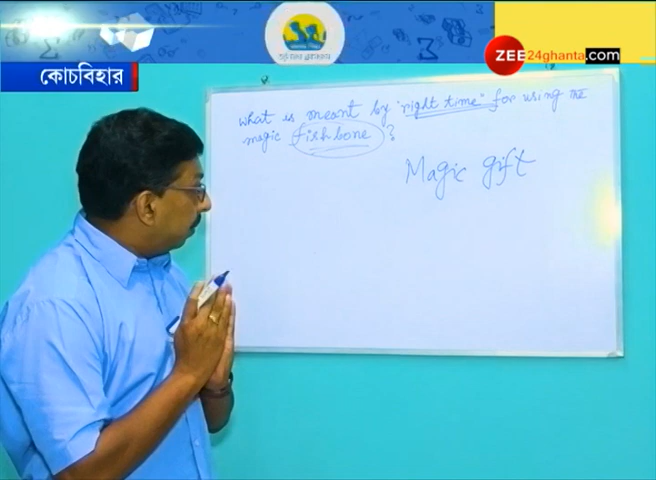 ZEE24ghanta.com
কোচবিহার
what is meant by "right time" for using the
magic fishbone ?
Magic gift